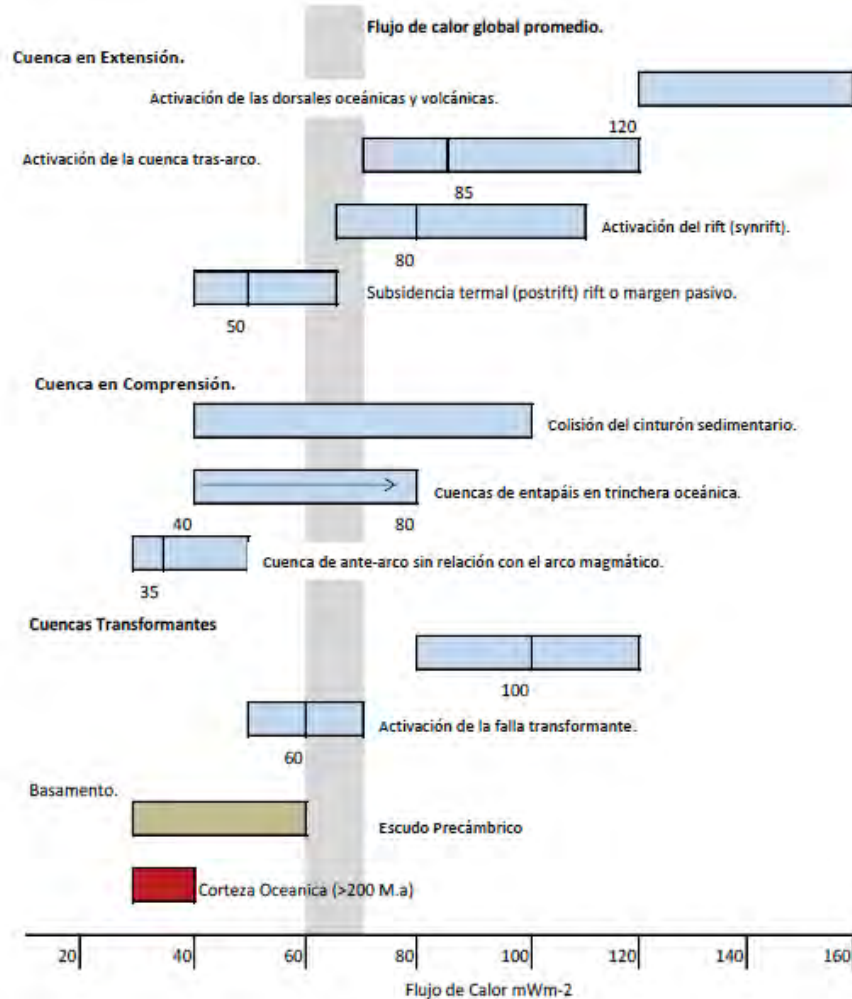 Flujo de calor global promedio.
Cuenca en Extensión.
Activación de las dorsales oceánicas y volcánicas.
120
Activación de la cuenca tras-arco.
85
Activación del rift (synrift).
80
Subsidencia termal (postrift) rift o margen pasivo.
50
Cuenca en Comprensión.
Colisión del cinturón sedimentario.
Cuencas de entapáis en trinchera oceánica.
40 80
Cuenca de ante-arco sin relación con el arco magmático.
35
Cuencas Transformantes
100
Activación de la falla transformante.
60
Basamento.
Escudo Precámbrico
Corteza Oceanica (>200 M.a)
20 40 60 80 100 120 140 160
Flujo de Calor mWm-2